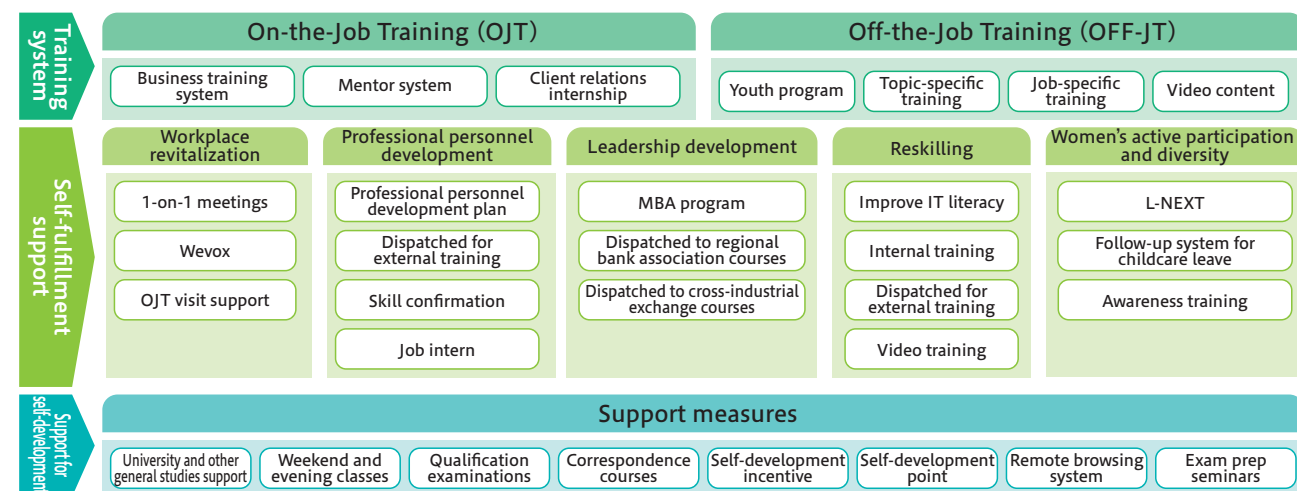 Training
system
On-the-Job Training (OJT)
Business training
system
Mentor system
Client relations
internship
Off-the-Job Training (OFF-JT)
Youth program
Topic-specific
training
Job-specific
training
Video content
Self-fulfillment
support
Workplace
revitalization
1-on-1 meetings
Wevox
OJT visit support
Professional personnel
development
Professional personnel
development plan
Dispatched for
external training
Skill confirmation
Job intern
Leadership development
MBA program
Dispatched to regional
bank association courses
Dispatched to cross-industrial
exchange courses
Reskilling
Improve IT literacy
Internal training
Dispatched for
external training
Video training
Women's active participation
and diversity
L-NEXT
Follow-up system for
childcare leave
Awareness training
Support for
self-development
Support measures
University and other
general studies support
Weekend and
evening classes
Qualification
examinations
Correspondence
courses
Self-development
incentive
Self-development
point
Remote browsing
system
Exam prep
seminars